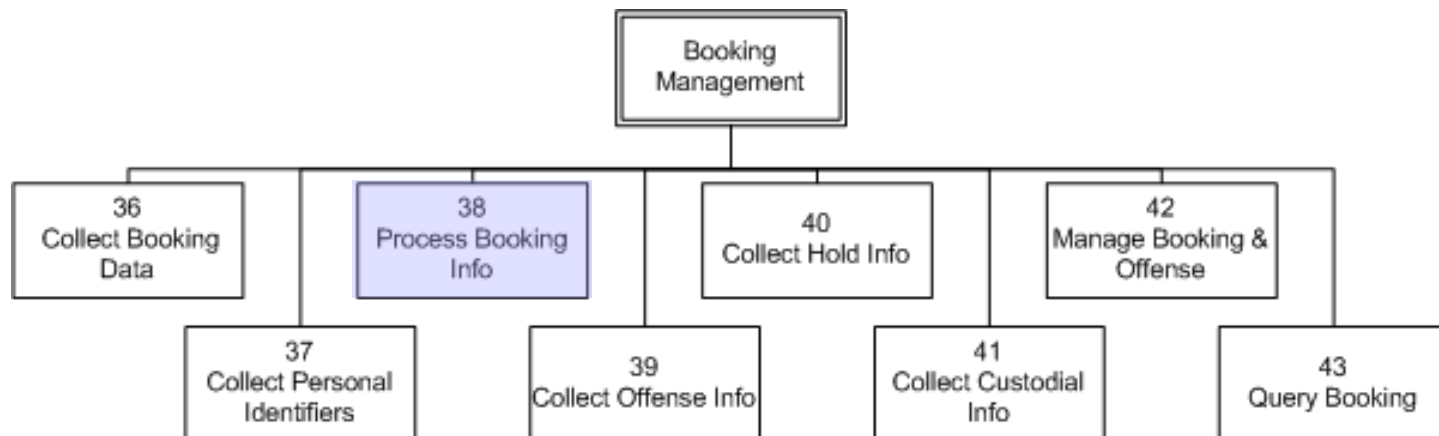 Booking
Management
36
Collect Booking
Data
38
Process Booking
Info
40
Collect Hold Info
42
Manage Booking &
Offense
37
Collect Personal
Identifiers
39
Collect Offense Info
41
Collect Custodial
Info
43
Query Booking